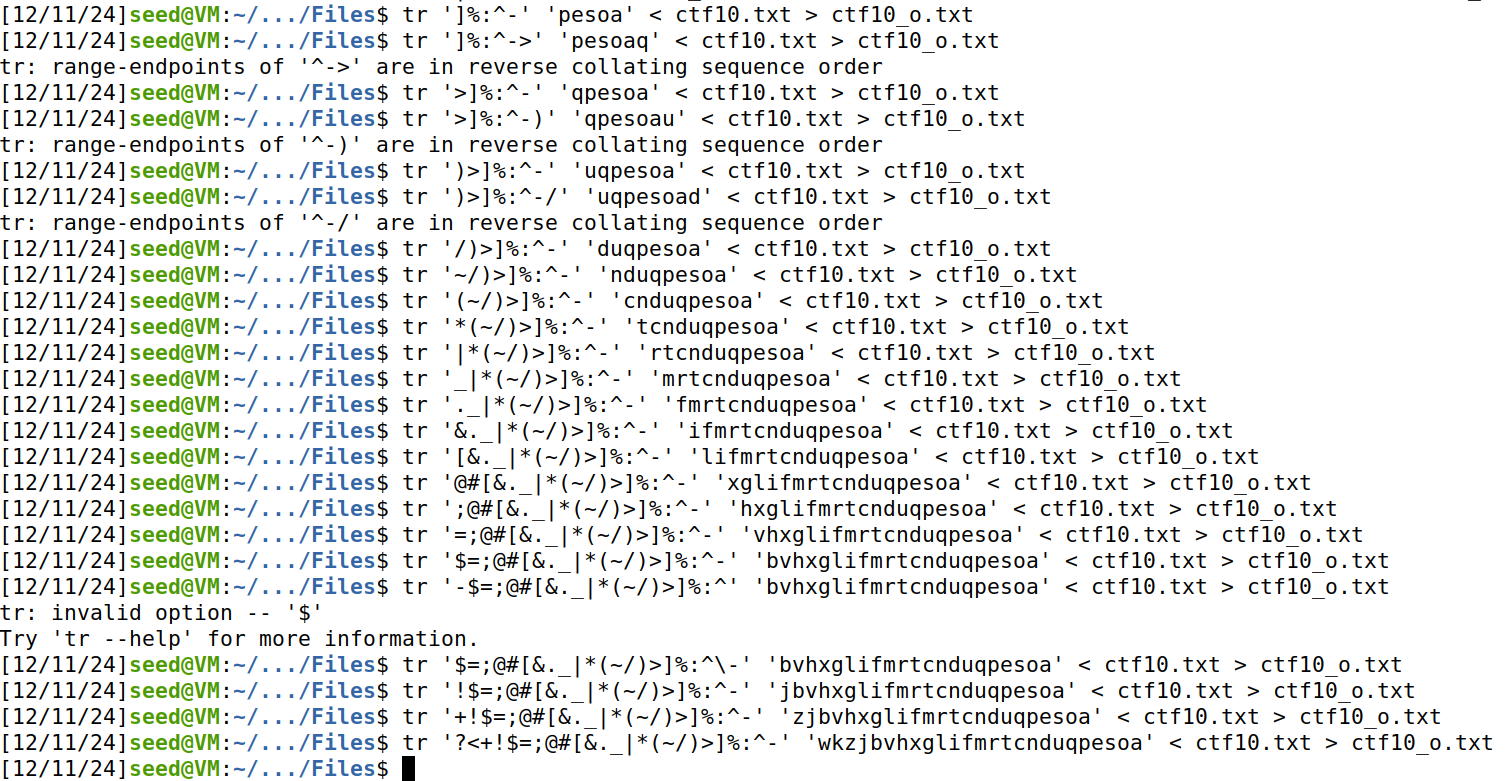 [12/11/24]seed@VM:~/.../Files$ tr ']%:^-' 'pesoa' < ctf10.txt > ctf10_o.txt
[12/11/24]seed@VM:~/.../Files$ tr ']%:^->' 'pesoaq' < ctf10.txt > ctf10_o.txt
tr: range-endpoints of '^->' are in reverse collating sequence order
[12/11/24]seed@VM:~/.../Files$ tr '>]%:^-' 'qpesoa' < ctf10.txt > ctf10_o.txt
[12/11/24]seed@VM:~/.../Files$ tr '>]%:^-)' 'qpesoau' < ctf10.txt > ctf10_o.txt
tr: range-endpoints of '^-)' are in reverse collating sequence order
[12/11/24]seed@VM:~/.../Files$ tr ')>]%:^-' 'uqpesoa' < ctf10.txt > ctf10_o.txt
[12/11/24]seed@VM:~/.../Files$ tr ')>]%:^-/' 'uqpesoad' < ctf10.txt > ctf10_o.txt
tr: range-endpoints of '^-/' are in reverse collating sequence order
[12/11/24]seed@VM:~/.../Files$ tr '/)>]%:^-' 'duqpesoa' < ctf10.txt > ctf10_o.txt
[12/11/24]seed@VM:~/.../Files$ tr '~/)>]%:^-' 'nduqpesoa' < ctf10.txt > ctf10_o.txt
[12/11/24]seed@VM:~/.../Files$ tr '(~/)>]%:^-' 'cnduqpesoa' < ctf10.txt > ctf10_o.txt
[12/11/24]seed@VM:~/.../Files$ tr '*(~/)>]%:^-' 'tcnduqpesoa' < ctf10.txt > ctf10_o.txt
[12/11/24]seed@VM:~/.../Files$ tr '|*(~/)>]%:^-' 'rtcnduqpesoa' < ctf10.txt > ctf10_o.txt
[12/11/24]seed@VM:~/.../Files$ tr '_|*(~/)>]%:^-' 'mrtcnduqpesoa' < ctf10.txt > ctf10_o.txt
[12/11/24]seed@VM:~/.../Files$ tr '._|*(~/)>]%:^-' 'fmrtcnduqpesoa' < ctf10.txt > ctf10_o.txt
[12/11/24]seed@VM:~/.../Files$ tr '&._|*(~/)>]%:^-' 'ifmrtcnduqpesoa' < ctf10.txt > ctf10_o.txt
[12/11/24]seed@VM:~/.../Files$ tr '[&._|*(~/)>]%:^-' 'lifmrtcnduqpesoa' < ctf10.txt > ctf10_o.txt
[12/11/24]seed@VM:~/.../Files$ tr '@#[&._|*(~/)>]%:^-' 'xglifmrtcnduqpesoa' < ctf10.txt > ctf10_o.txt
[12/11/24]seed@VM:~/.../Files$ tr ';@#[&._|*(~/)>]%:^-' 'hxglifmrtcnduqpesoa' < ctf10.txt > ctf10_o.txt
[12/11/24]seed@VM:~/.../Files$ tr '=;@#[&._|*(~/)>]%:^-' 'vhxglifmrtcnduqpesoa' < ctf10.txt > ctf10_o.txt
[12/11/24]seed@VM:~/.../Files$ tr '$=;@#[&._|*(~/)>]%:^-' 'bvhxglifmrtcnduqpesoa' < ctf10.txt > ctf10_o.txt
[12/11/24]seed@VM:~/.../Files$ tr '-$=;@#[&._|*(~/)>]%:^' 'bvhxglifmrtcnduqpesoa' < ctf10.txt > ctf10_o.txt
tr: invalid option -- '$'
Try 'tr --help' for more information.
[12/11/24]seed@VM:~/.../Files$ tr '$=;@#[&._|*(~/)>]%:^\-' 'bvhxglifmrtcnduqpesoa' < ctf10.txt > ctf10_o.txt
[12/11/24]seed@VM:~/.../Files$ tr '!$=;@#[&._|*(~/)>]%:^-' 'jbvhxglifmrtcnduqpesoa' < ctf10.txt > ctf10_o.txt
[12/11/24]seed@VM:~/.../Files$ tr '+!$=;@#[&._|*(~/)>]%:^-' 'zjbvhxglifmrtcnduqpesoa' < ctf10.txt > ctf10_o.txt
[12/11/24]seed@VM:~/.../Files$ tr '?<+!$=;@#[&._|*(~/)>]%:^-' 'wkzjbvhxglifmrtcnduqpesoa' < ctf10.txt > ctf10_o.txt
[12/11/24]seed@VM:~/.../Files$